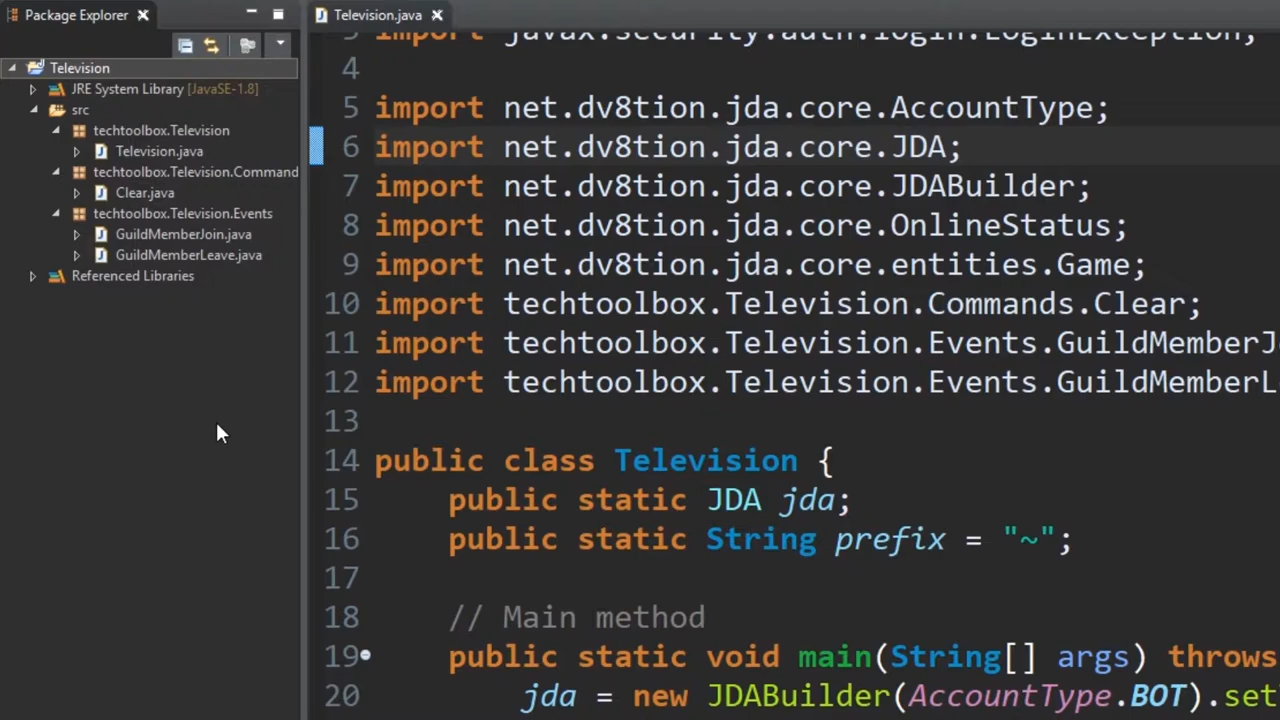 Package Explorer
Television
JRE System Library [JavaSE-1.8]
src
techtoolbox.Television
Television.java
techtoolbox.Television.Command
Clear.java
techtoolbox.Television.Events
GuildMemberJoin.java
GuildMemberLeave.java
Referenced Libraries
Television.java
import javax.security.auth.login.LoginException;
4
5 import net.dv8tion.jda.core.AccountType;
6 import net.dv8tion.jda.core.JDA;
7 import net.dv8tion.jda.core.JDABuilder;
8 import net.dv8tion.jda.core.OnlineStatus;
9 import net.dv8tion.jda.core.entities.Game;
10 import techtoolbox.Television.Commands.Clear;
11 import techtoolbox.Television.Events.GuildMemberJ
12 import techtoolbox.Television.Events.GuildMemberL
13
14 public class Television {
15 public static JDA jda;
16 public static String prefix = "~";
17
18 // Main method
19 public static void main(String[] args) throws
20 jda = new JDABuilder(AccountType.BOT).set